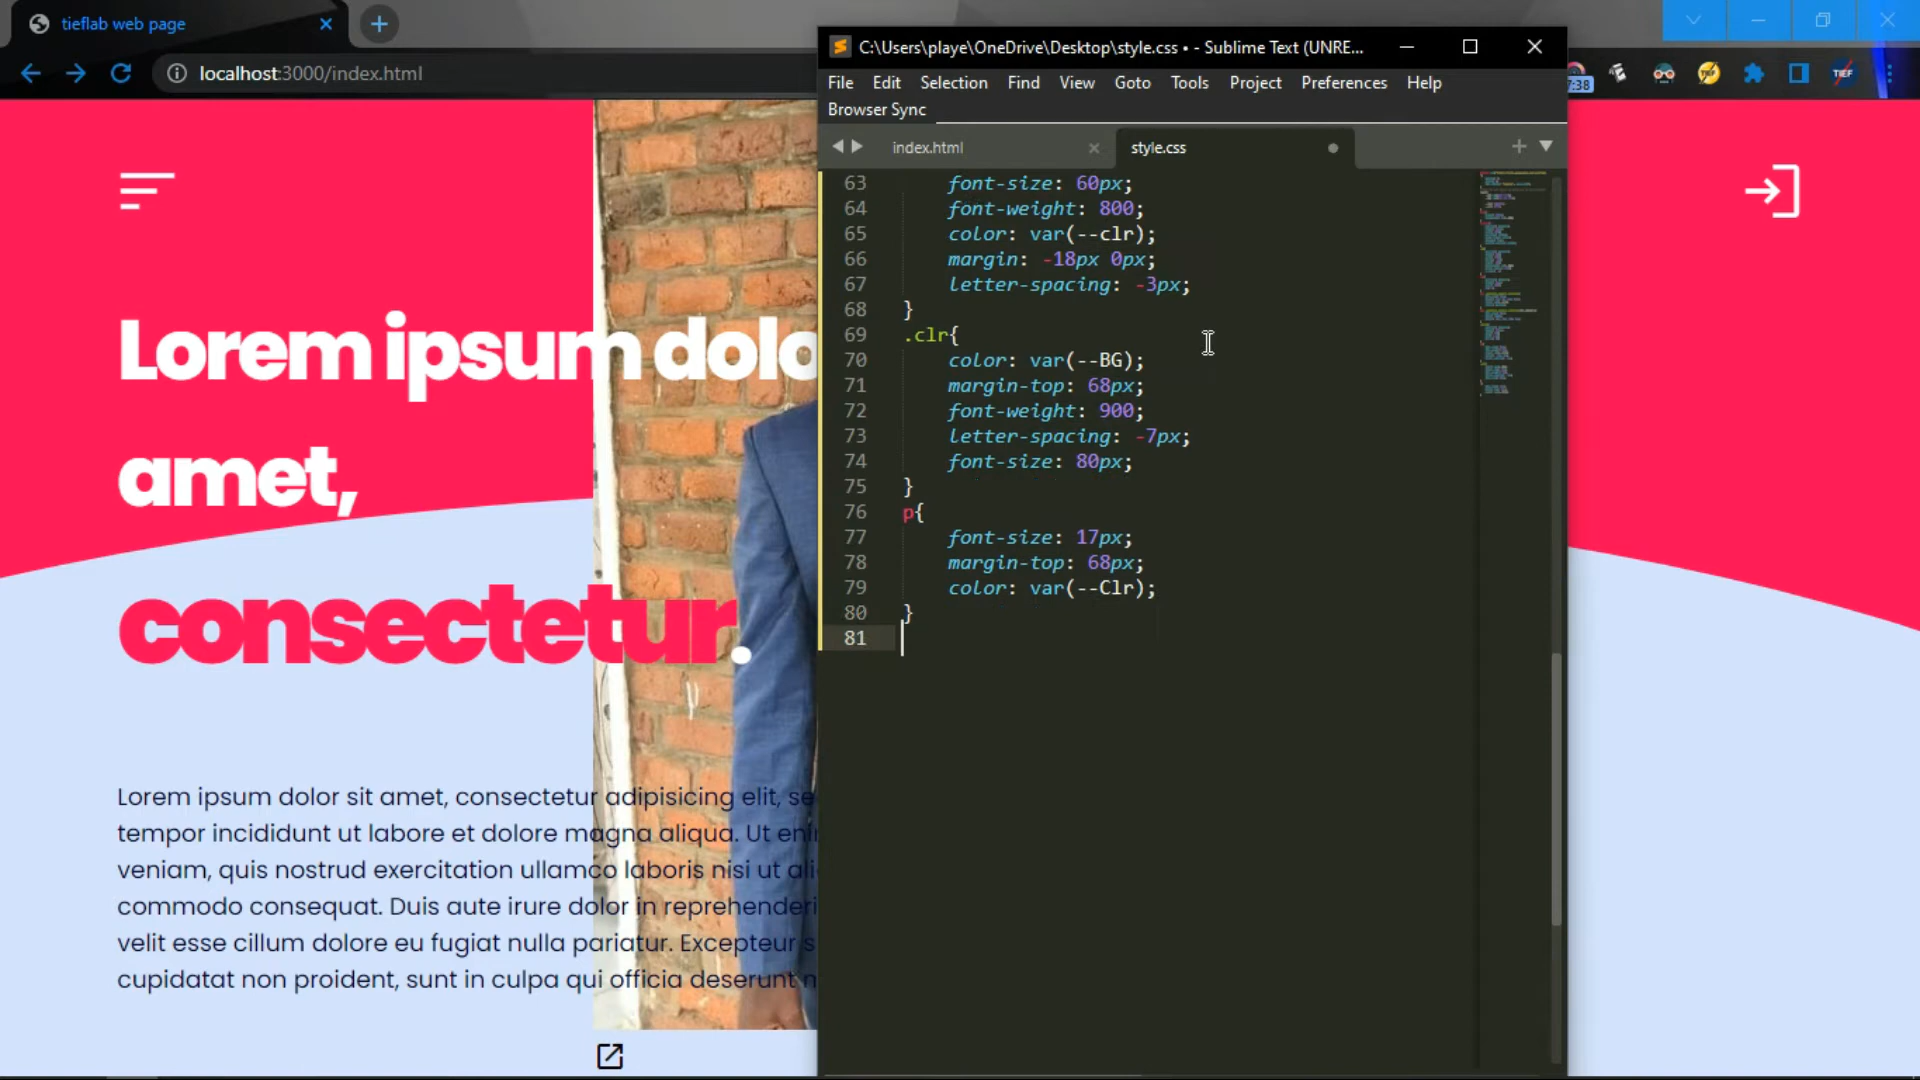 tieflab web page
localhost:3000/index.html
7:38
TIEF
Lorem ipsum dolo
amet,
consectetur.
Lorem ipsum dolor sit amet, consectetur adipisicing elit, se
tempor incididunt ut labore et dolore magna aliqua. Ut eni
veniam, quis nostrud exercitation ullamco laboris nisi ut ali
commodo consequat. Duis aute irure dolor in reprehenderi
velit esse cillum dolore eu fugiat nulla pariatur. Excepteur s
cupidatat non proident, sunt in culpa qui officia deserunt
C:\Users\playe\OneDrive\Desktop\style.css • - Sublime Text (UNRE...
File Edit Selection Find View Goto Tools Project Preferences Help
Browser Sync
index.html style.css
63 font-size: 60px;
64 font-weight: 800;
65 color: var(--clr);
66 margin: -18px 0px;
67 letter-spacing: -3px;
68 }
69 .clr{
70 color: var(--BG);
71 margin-top: 68px;
72 font-weight: 900;
73 letter-spacing: -7px;
74 font-size: 80px;
75 }
76 p{
77 font-size: 17px;
78 margin-top: 68px;
79 color: var(--Clr);
80 }
81